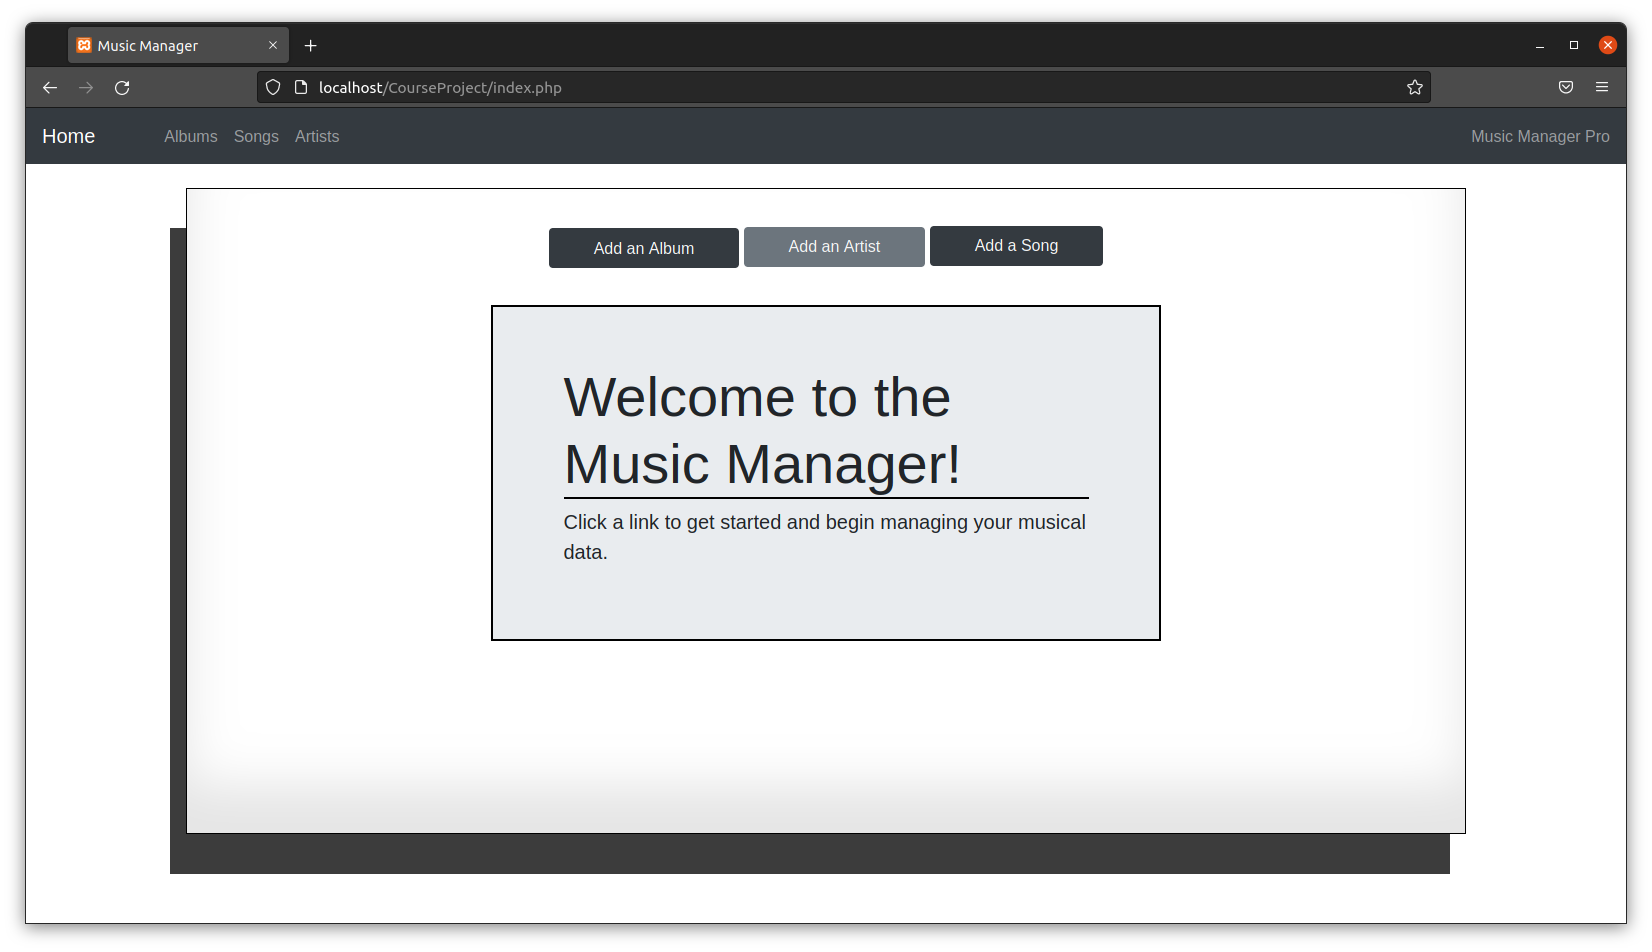 Music Manager
localhost/CourseProject/index.php
Home Albums Songs Artists Music Manager Pro
Add an Album Add an Artist Add a Song
Welcome to the
Music Manager!
Click a link to get started and begin managing your musical
data.